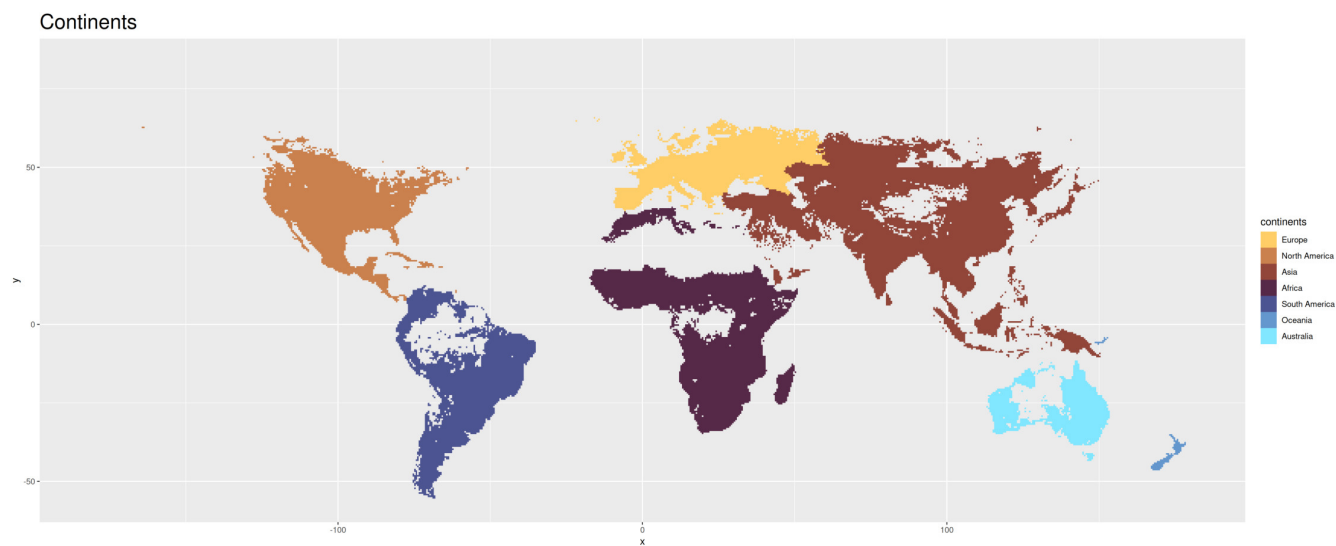 Continents
50-
0-
-50-
y
-100
0
100
x
continents
Europe
North America
Asia
Africa
South America
Oceania
Australia